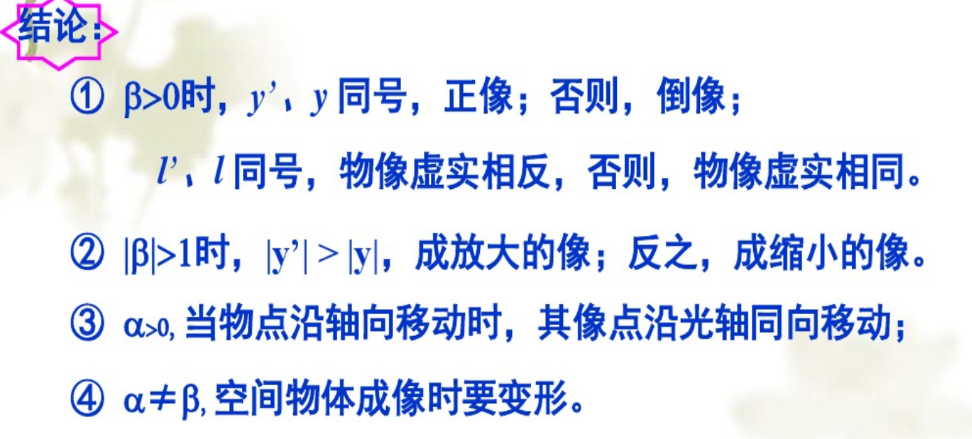 结论：
① β>0时，y’、y 同号，正像；否则，倒像；
l’、l 同号，物像虚实相反，否则，物像虚实相同。
② |β|>1时，|y’| > |y|，成放大的像；反之，成缩小的像。
③ α>0, 当物点沿轴向移动时，其像点沿光轴同向移动；
④ α≠β, 空间物体成像时要变形。